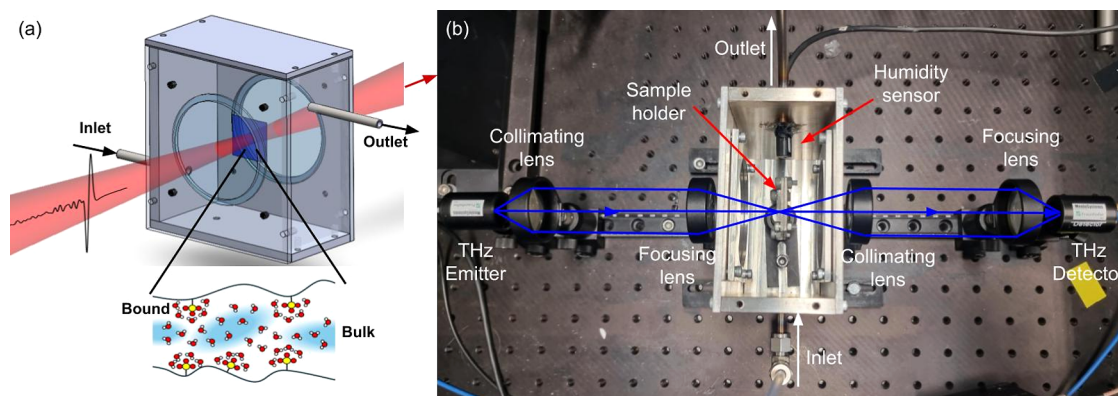 (a)
Inlet
Outlet
Bound
Bulk
(b)
Outlet
Humidity
sensor
Sample
holder
Collimating
lens
Focusing
lens
THz
Emitter
Focusing
lens
Collimating
lens
THz
Detecto
Inlet